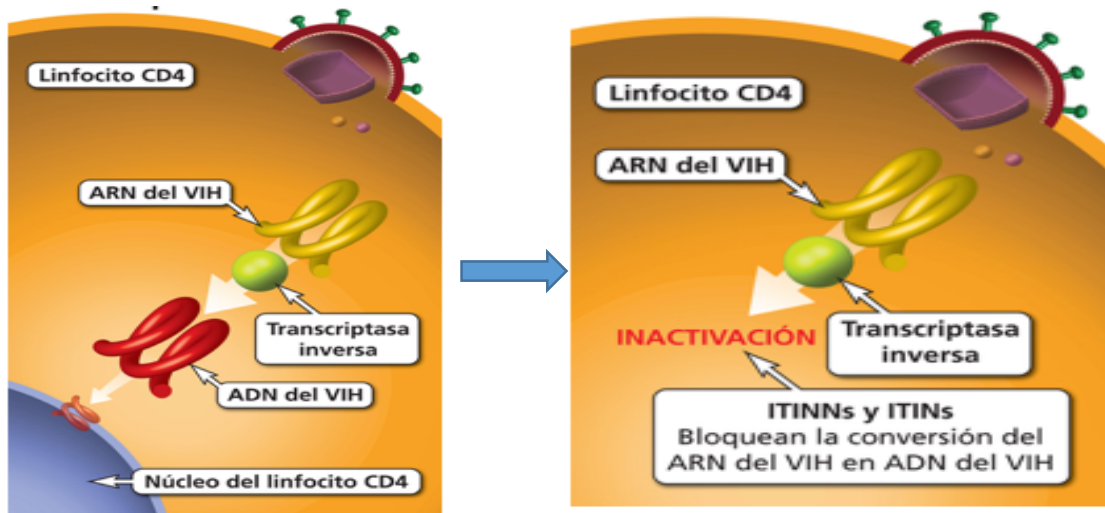 Linfocito CD4
ARN del VIH
Transcriptasa
inversa
ADN del VIH
Núcleo del linfocito CD4
Linfocito CD4
ARN del VIH
INACTIVACIÓN
Transcriptasa
inversa
ITINNs y ITINs
Bloquean la conversión del
ARN del VIH en ADN del VIH